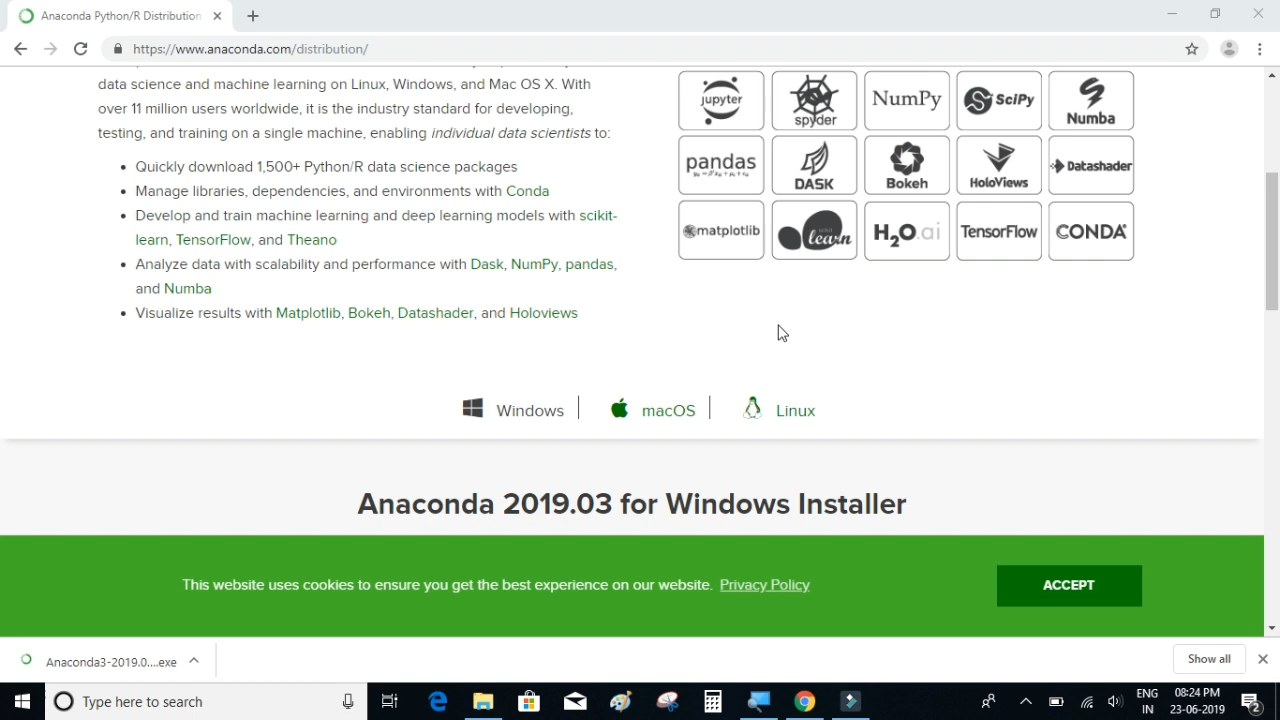 Anaconda Python/R Distribution
https://www.anaconda.com/distribution/
data science and machine learning on Linux, Windows, and Mac OS X. With
over 11 million users worldwide, it is the industry standard for developing,
testing, and training on a single machine, enabling individual data scientists to:
Quickly download 1,500+ Python/R data science packages
Manage libraries, dependencies, and environments with Conda
Develop and train machine learning and deep learning models with scikit-
learn, TensorFlow, and Theano
Analyze data with scalability and performance with Dask, NumPy, pandas,
and Numba
Visualize results with Matplotlib, Bokeh, Datashader, and Holoviews
jupyter spyder NumPy SciPy Numba
pandas DASK Bokeh HoloViews Datashader
matplotlib scikit learn H2O.ai TensorFlow CONDA
Windows macOS Linux
Anaconda 2019.03 for Windows Installer
This website uses cookies to ensure you get the best experience on our website. Privacy Policy ACCEPT
Anaconda3-2019.0....exe Show all
Type here to search
ENG 08:24 PM
IN 23-06-2019 2